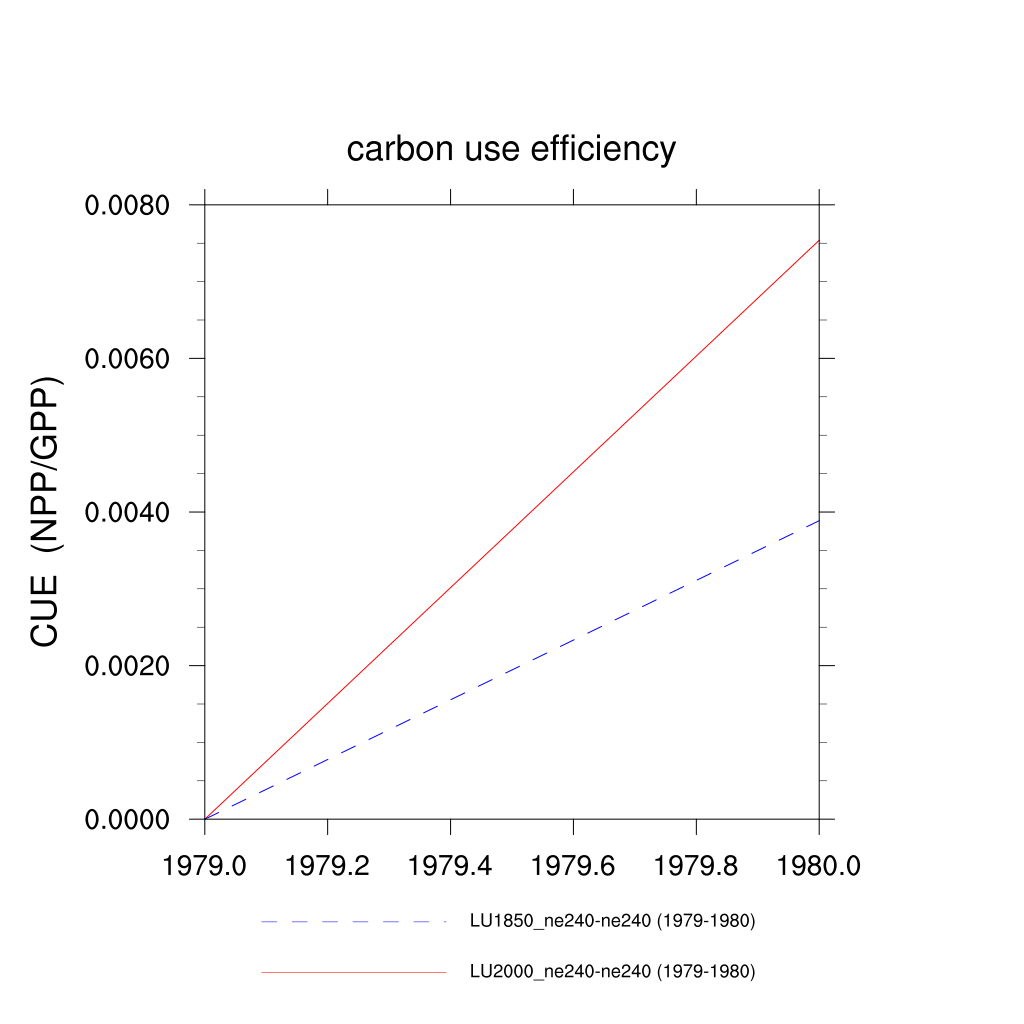 carbon use efficiency
CUE (NPP/GPP)
0.0080
0.0060
0.0040
0.0020
0.0000
1979.0 1979.2 1979.4 1979.6 1979.8 1980.0
LU1850_ne240-ne240 (1979-1980)
LU2000_ne240-ne240 (1979-1980)